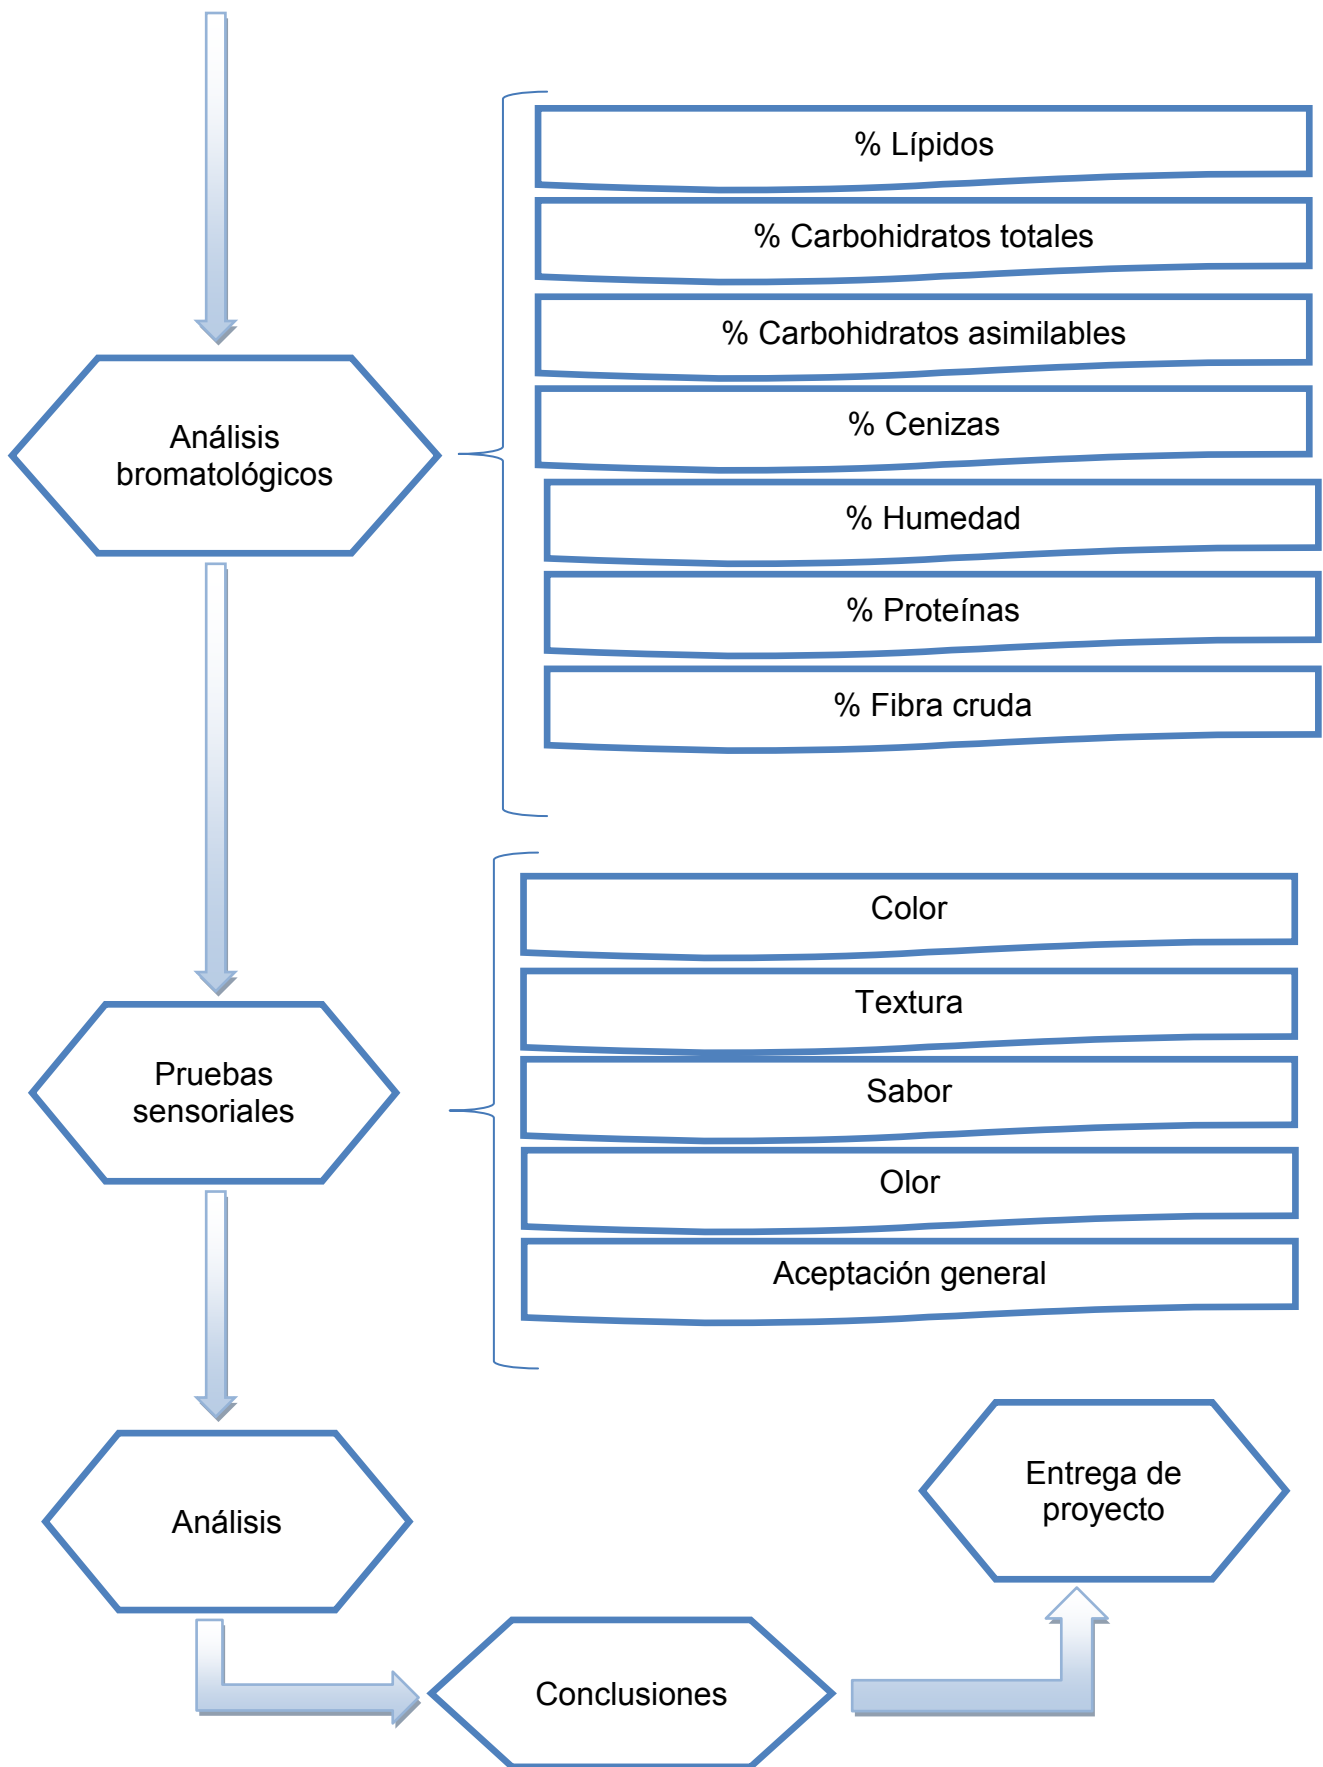 % Lípidos
% Carbohidratos totales
% Carbohidratos asimilables
% Cenizas
Análisis
bromatológicos
% Humedad
% Proteínas
% Fibra cruda
Color
Textura
Pruebas
sensoriales
Sabor
Olor
Aceptación general
Análisis
Entrega de
proyecto
Conclusiones